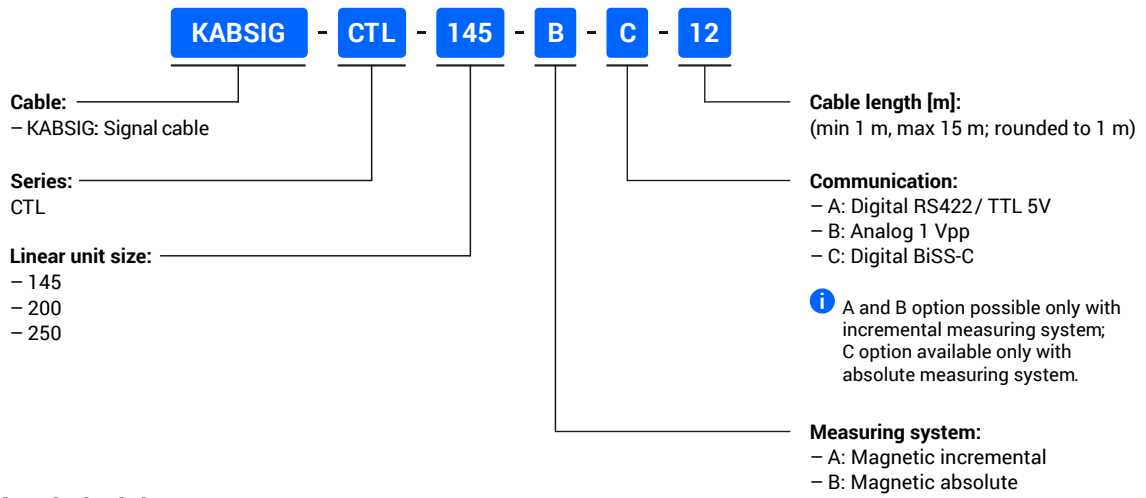 KABSIG - CTL - 145 - B - C - 12
Cable:
– KABSIG: Signal cable
Series:
CTL
Linear unit size:
– 145
– 200
– 250
Cable length [m]:
(min 1 m, max 15 m; rounded to 1 m)
Communication:
– A: Digital RS422 / TTL 5V
– B: Analog 1 Vpp
– C: Digital BiSS-C
i A and B option possible only with
incremental measuring system;
C option available only with
absolute measuring system.
Measuring system:
– A: Magnetic incremental
– B: Magnetic absolute